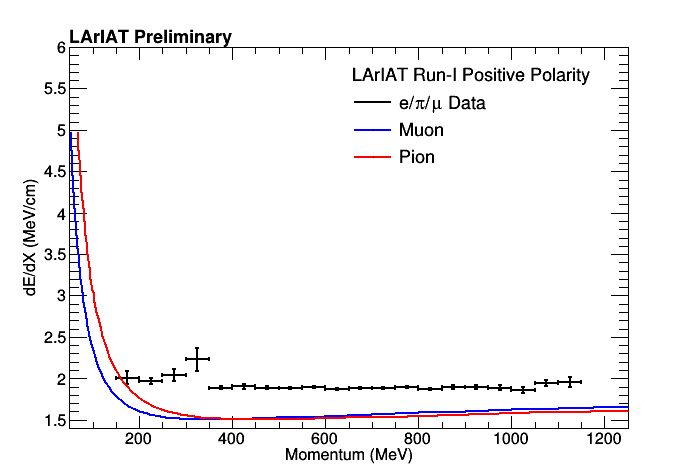 LArIAT Preliminary
LArIAT Run-I Positive Polarity
e/π/μ Data
Muon
Pion
dE/dX (MeV/cm)
6
5.5
5
4.5
4
3.5
3
2.5
2
1.5
200 400 600 800 1000 1200
Momentum (MeV)